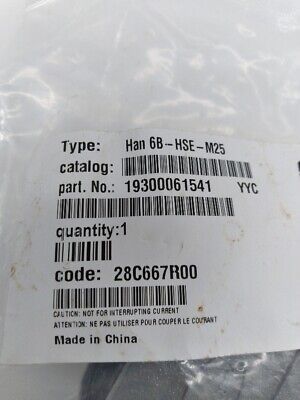 Type: Han 6B-HSE-M25
catalog:
part. No.: 19300061541 YYC
quantity:1
code: 28C667R00
CAUTION: NOT FOR INTERRUPTING CURRENT
ATTENTION: NE PAS UTILISER POUR COUPER LE COURANT
Made in China